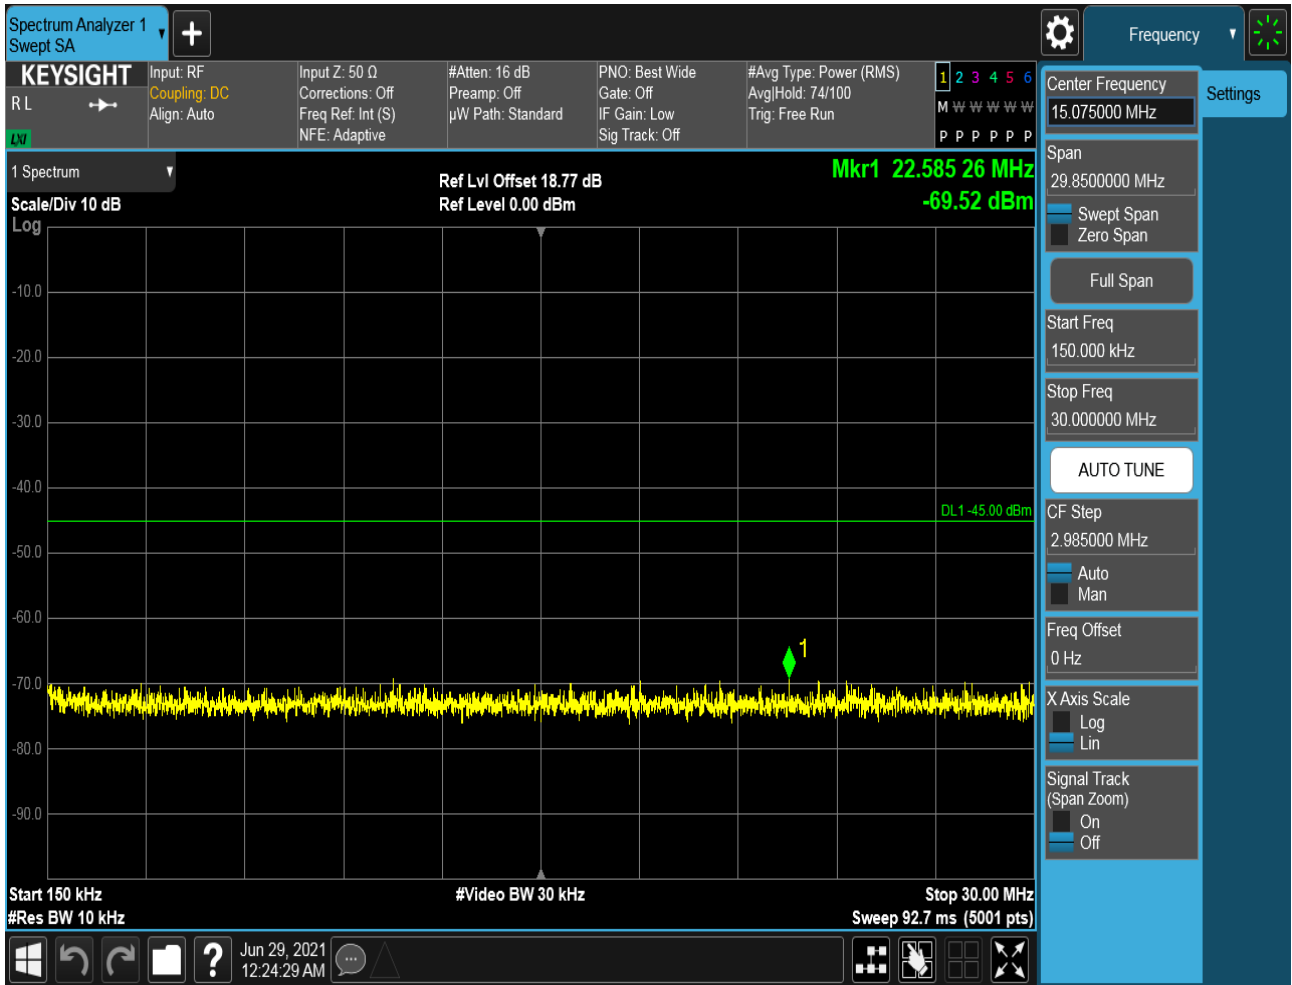 Spectrum Analyzer 1
Swept SA
Frequency
KEYSIGHT
R L
LXI
Input: RF
Coupling: DC
Align: Auto
Input Z: 50 Ω
Corrections: Off
Freq Ref: Int (S)
NFE: Adaptive
#Atten: 16 dB
Preamp: Off
µW Path: Standard
PNO: Best Wide
Gate: Off
IF Gain: Low
Sig Track: Off
#Avg Type: Power (RMS)
Avg|Hold: 74/100
Trig: Free Run
1 2 3 4 5 6
M W W W W W
P P P P P P
1 Spectrum
Scale/Div 10 dB
Log
Ref Lvl Offset 18.77 dB
Ref Level 0.00 dBm
Mkr1 22.585 26 MHz
-69.52 dBm
-10.0
-20.0
-30.0
-40.0
DL1 -45.00 dBm
-50.0
-60.0
1
-70.0
-80.0
-90.0
Start 150 kHz
#Video BW 30 kHz
Stop 30.00 MHz
#Res BW 10 kHz
Sweep 92.7 ms (5001 pts)
?
Jun 29, 2021
12:24:29 AM
Settings
Center Frequency
15.075000 MHz
Span
29.8500000 MHz
Swept Span
Zero Span
Full Span
Start Freq
150.000 kHz
Stop Freq
30.000000 MHz
AUTO TUNE
CF Step
2.985000 MHz
Auto
Man
Freq Offset
0 Hz
X Axis Scale
Log
Lin
Signal Track
(Span Zoom)
On
Off